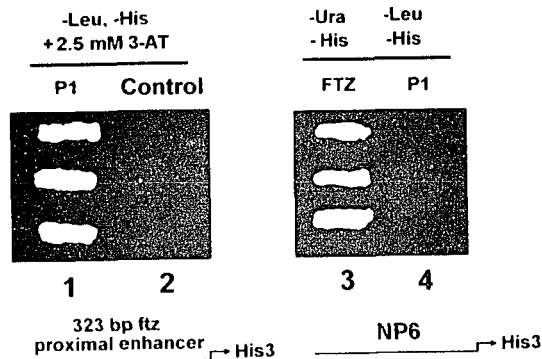 -Leu, -His
+2.5 mM 3-AT
P1 Control
1 2
323 bp ftz
proximal enhancer His3
-Ura -Leu
-His -His
FTZ P1
3 4
NP6 His3